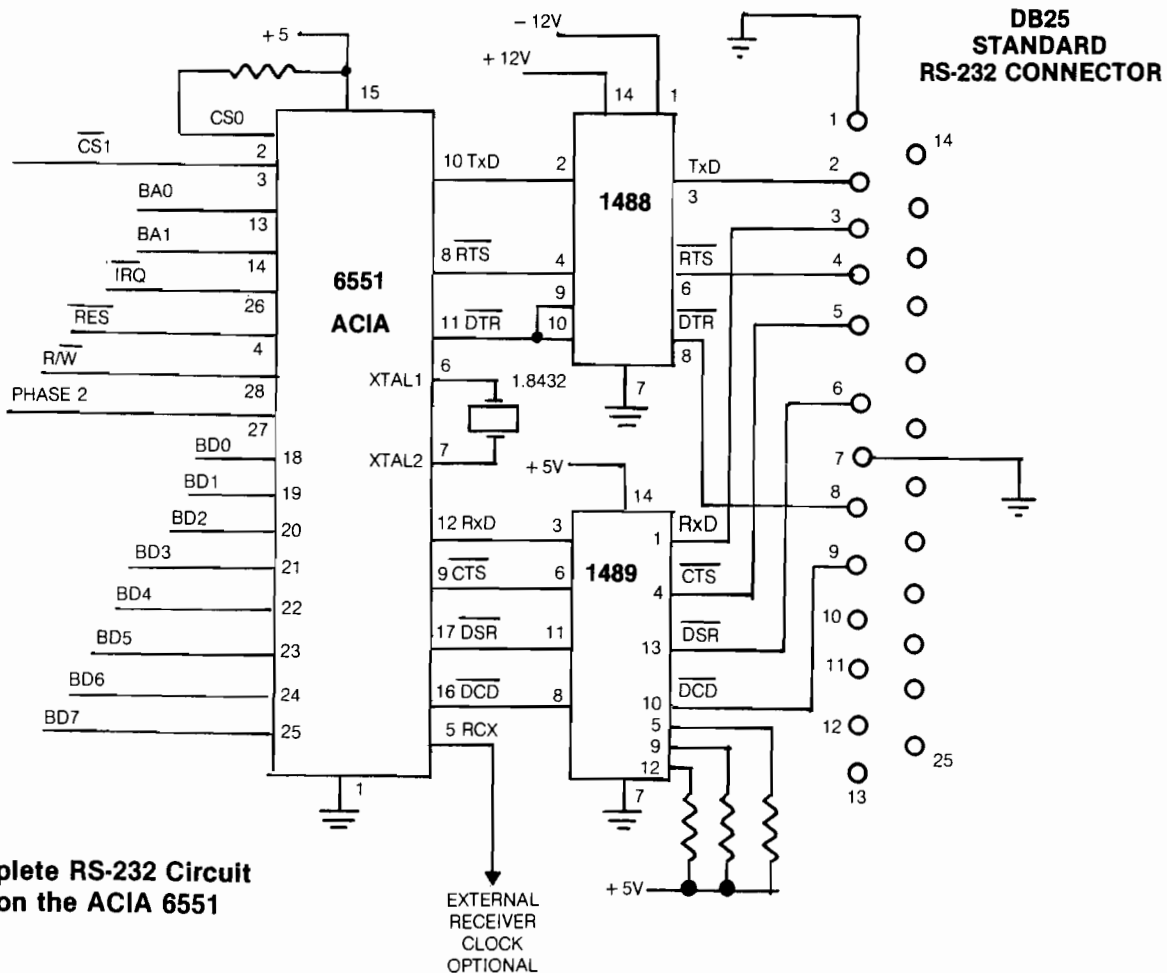 DB25
STANDARD
RS-232 CONNECTOR
- 12V
+ 5
+ 12V
15
14
1
CS0
2
CS1
3
BA0
13
BA1
14
IRQ
26
RES
4
R/W
28
PHASE 2
27
BD0
18
BD1
19
BD2
20
BD3
21
BD4
22
BD5
23
BD6
24
BD7
25
1
6551
ACIA
10 TxD
8 RTS
11 DTR
6
XTAL1
1.8432
7
XTAL2
12 RxD
9 CTS
17 DSR
16 DCD
5 RCX
2
4
9
10
1488
TxD
3
RTS
6
DTR
8
7
+ 5V
14
3
6
11
8
1489
1
RxD
4
CTS
13
DSR
10
DCD
5
9
12
7
+ 5V
1
2
3
4
5
6
7
8
9
10
11
12
13
14
25
EXTERNAL
RECEIVER
CLOCK
OPTIONAL
plete RS-232 Circuit
on the ACIA 6551